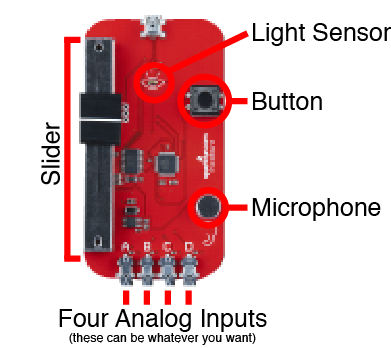 Light Sensor
Button
Slider
Microphone
A B C D
Four Analog Inputs
(these can be whatever you want)